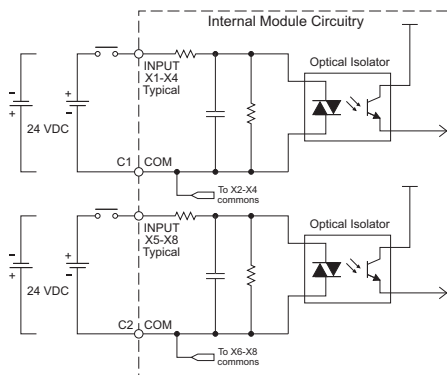 Internal Module Circuitry
INPUT
X1-X4
Typical
Optical Isolator
-
+
+
-
24 VDC
C1
COM
To X2-X4
commons
INPUT
X5-X8
Typical
Optical Isolator
-
+
+
-
24 VDC
C2
COM
To X6-X8
commons